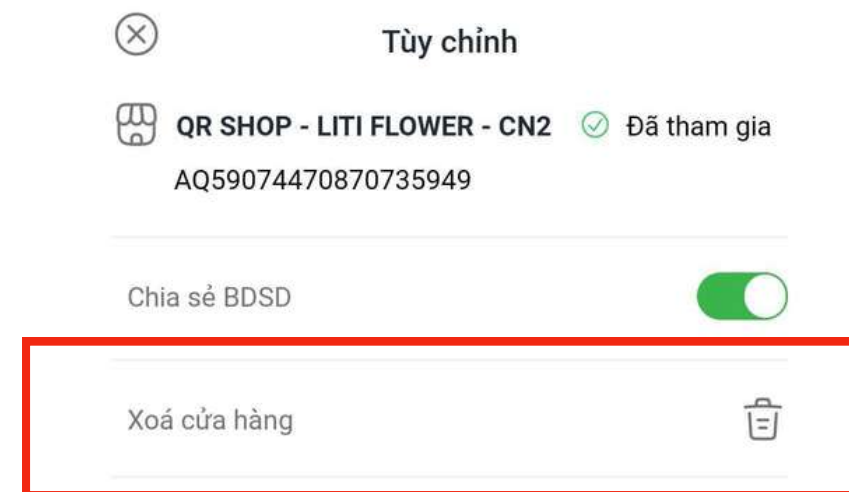 Tùy chỉnh
QR SHOP - LITI FLOWER - CN2 Đã tham gia
AQ59074470870735949
Chia sẻ BDSD
Xoá cửa hàng